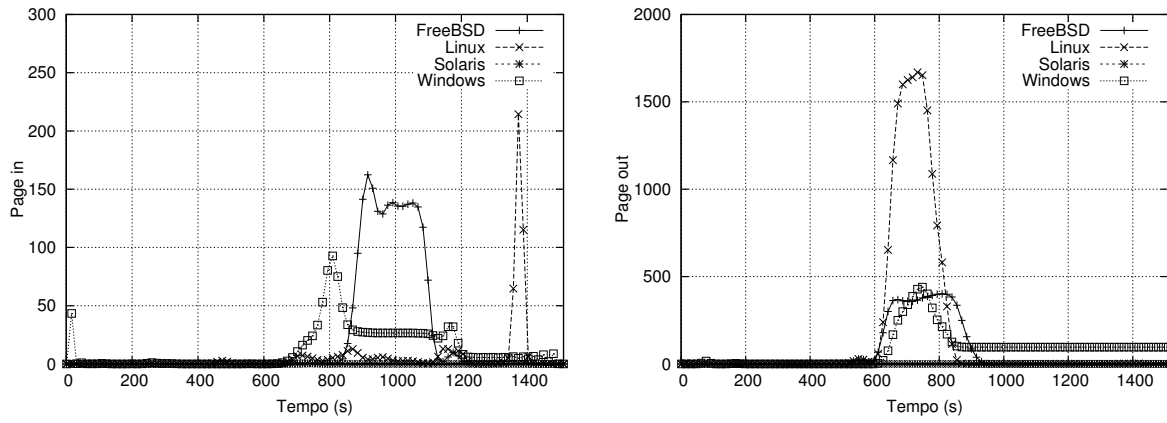 300
250
200
150
100
50
0
Page in
0 200 400 600 800 1000 1200 1400
Tempo (s)
FreeBSD
Linux
Solaris
Windows
2000
1500
1000
500
0
Page out
0 200 400 600 800 1000 1200 1400
Tempo (s)
FreeBSD
Linux
Solaris
Windows